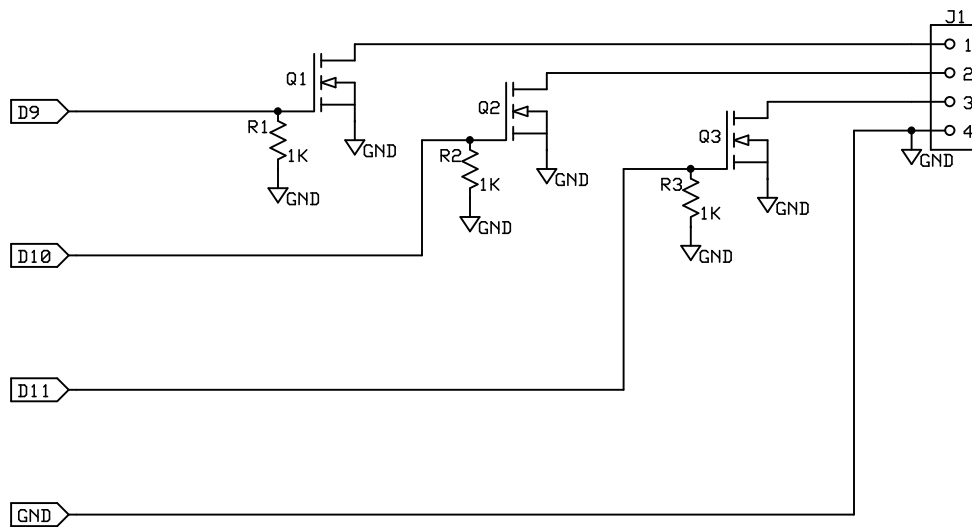 J1
1
Q1
2
D9
Q2
3
R1
Q3
4
1K
GND
R2
GND
1K
GND
R3
GND
1K
GND
GND
D10
GND
D11
GND